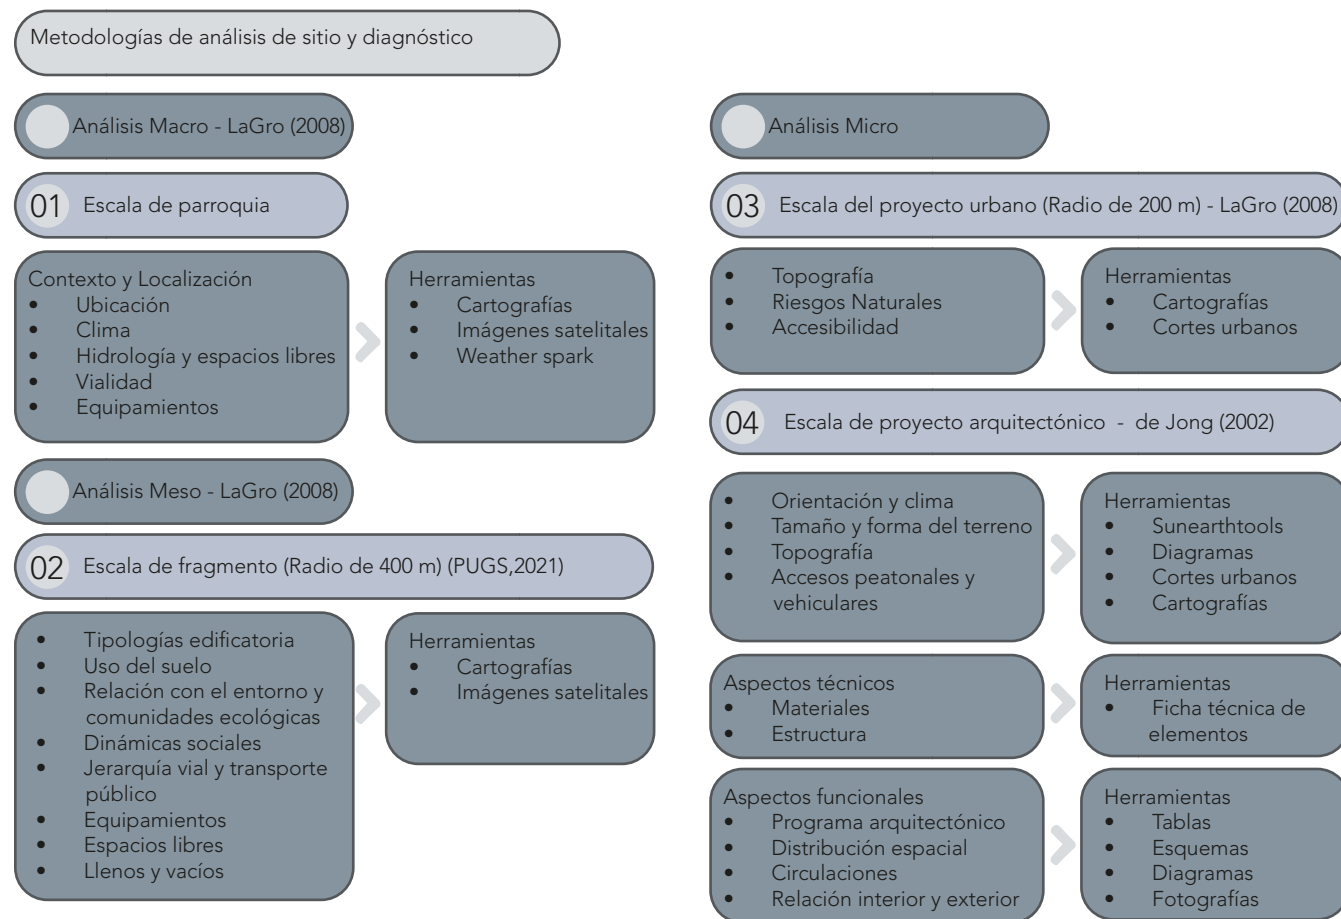 Metodologías de análisis de sitio y diagnóstico
Análisis Macro - LaGro (2008)
01 Escala de parroquia
Contexto y Localización
• Ubicación
• Clima
• Hidrología y espacios libres
• Vialidad
• Equipamientos
Herramientas
• Cartografías
• Imágenes satelitales
• Weather spark
Análisis Meso - LaGro (2008)
02 Escala de fragmento (Radio de 400 m) (PUGS,2021)
• Tipologías edificatoria
• Uso del suelo
• Relación con el entorno y
comunidades ecológicas
• Dinámicas sociales
• Jerarquía vial y transporte
público
• Equipamientos
• Espacios libres
• Llenos y vacíos
Herramientas
• Cartografías
• Imágenes satelitales
Análisis Micro
03 Escala del proyecto urbano (Radio de 200 m) - LaGro (2008)
• Topografía
• Riesgos Naturales
• Accesibilidad
Herramientas
• Cartografías
• Cortes urbanos
04 Escala de proyecto arquitectónico - de Jong (2002)
• Orientación y clima
• Tamaño y forma del terreno
• Topografía
• Accesos peatonales y
vehiculares
Herramientas
• Sunearthtools
• Diagramas
• Cortes urbanos
• Cartografías
Aspectos técnicos
• Materiales
• Estructura
Herramientas
• Ficha técnica de
elementos
Aspectos funcionales
• Programa arquitectónico
• Distribución espacial
• Circulaciones
• Relación interior y exterior
Herramientas
• Tablas
• Esquemas
• Diagramas
• Fotografías